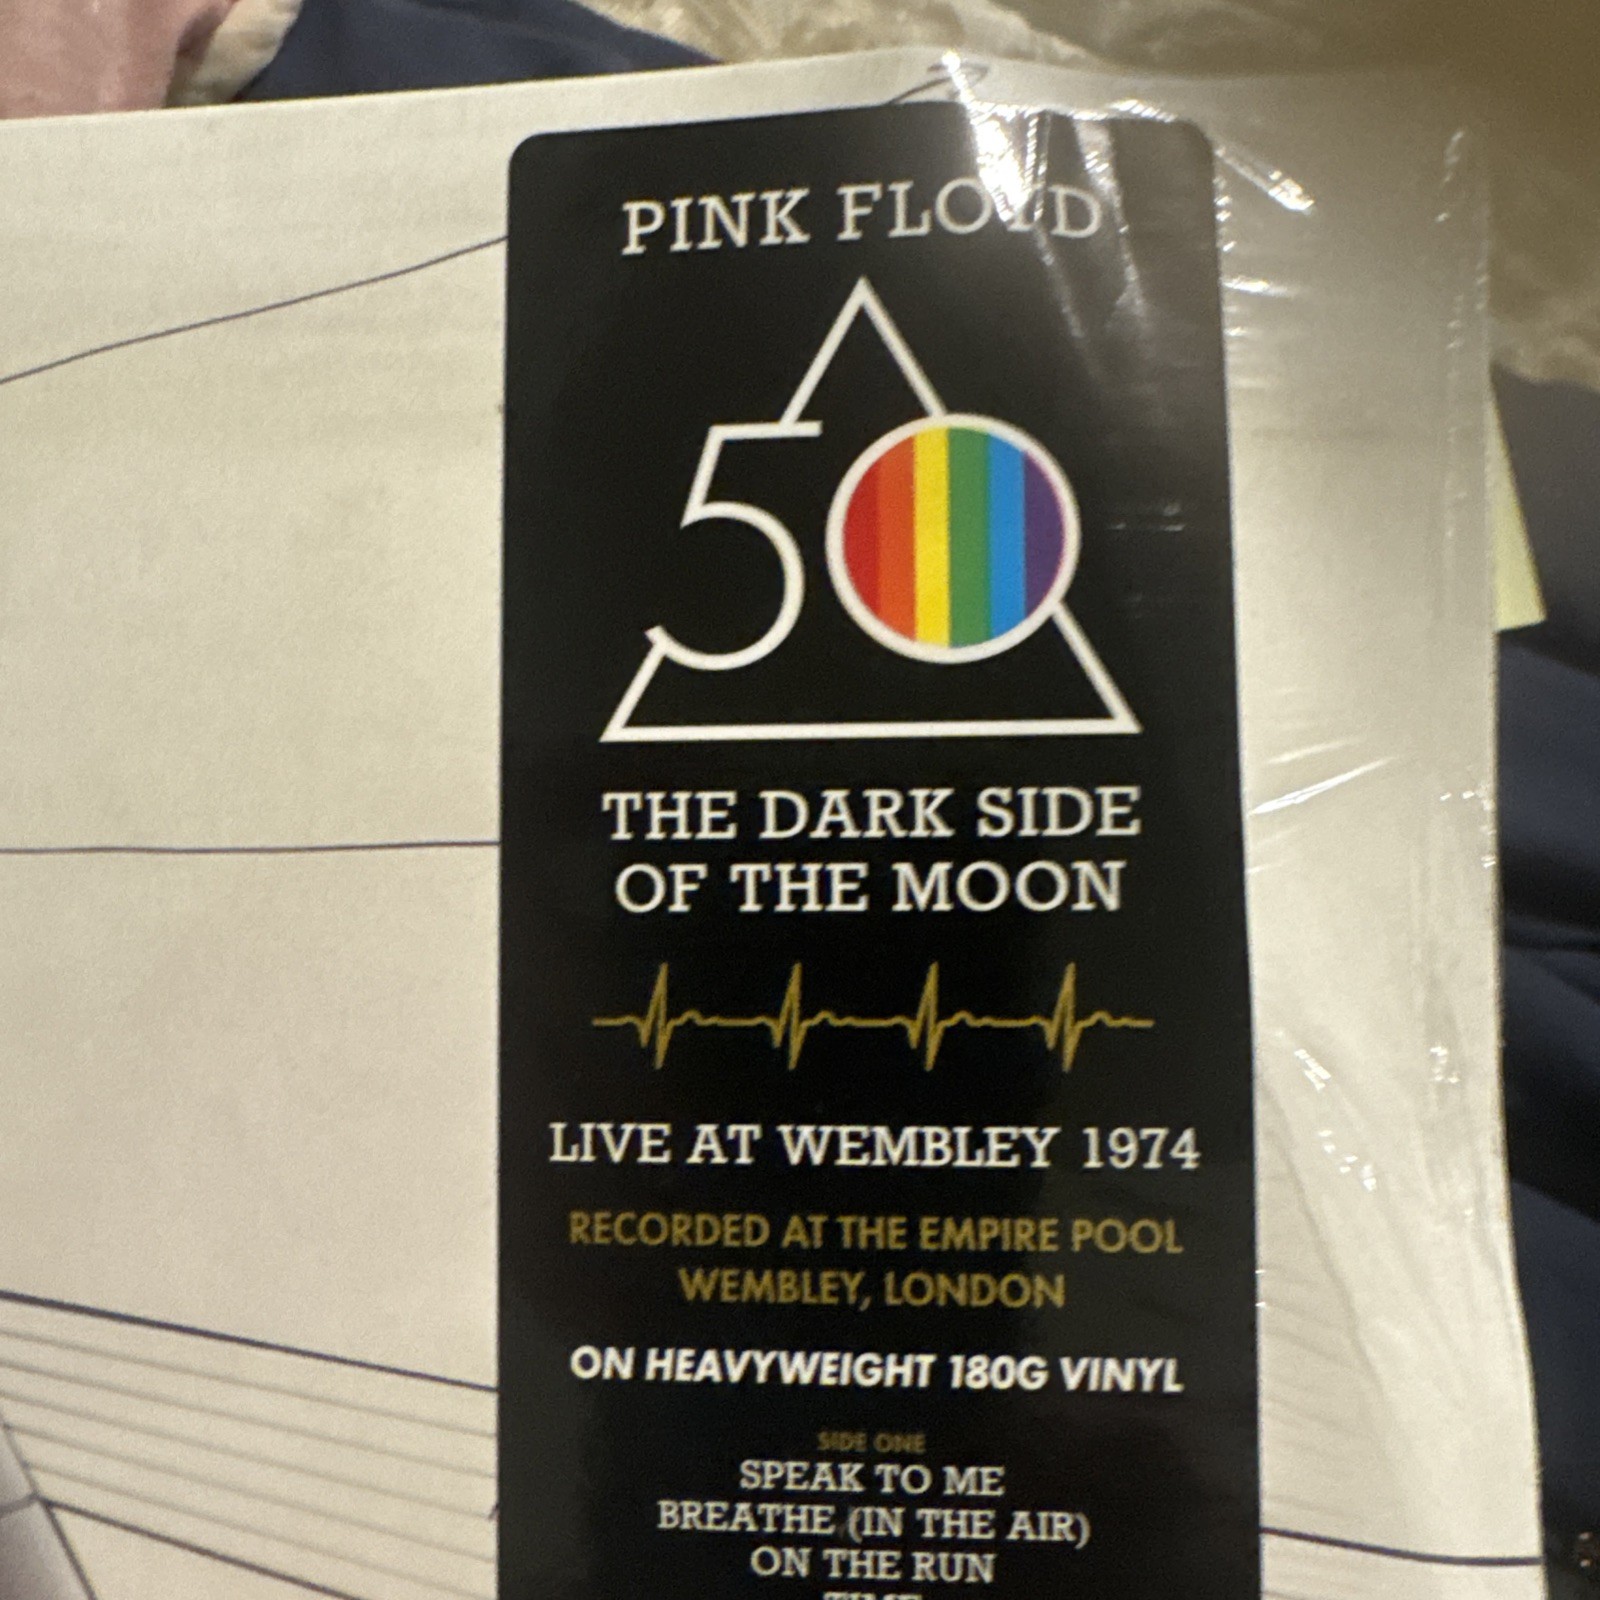 PINK FLOYD
50
THE DARK SIDE
OF THE MOON
LIVE AT WEMBLEY 1974
RECORDED AT THE EMPIRE POOL
WEMBLEY, LONDON
ON HEAVYWEIGHT 180G VINYL
SIDE ONE
SPEAK TO ME
BREATHE (IN THE AIR)
ON THE RUN
TIME